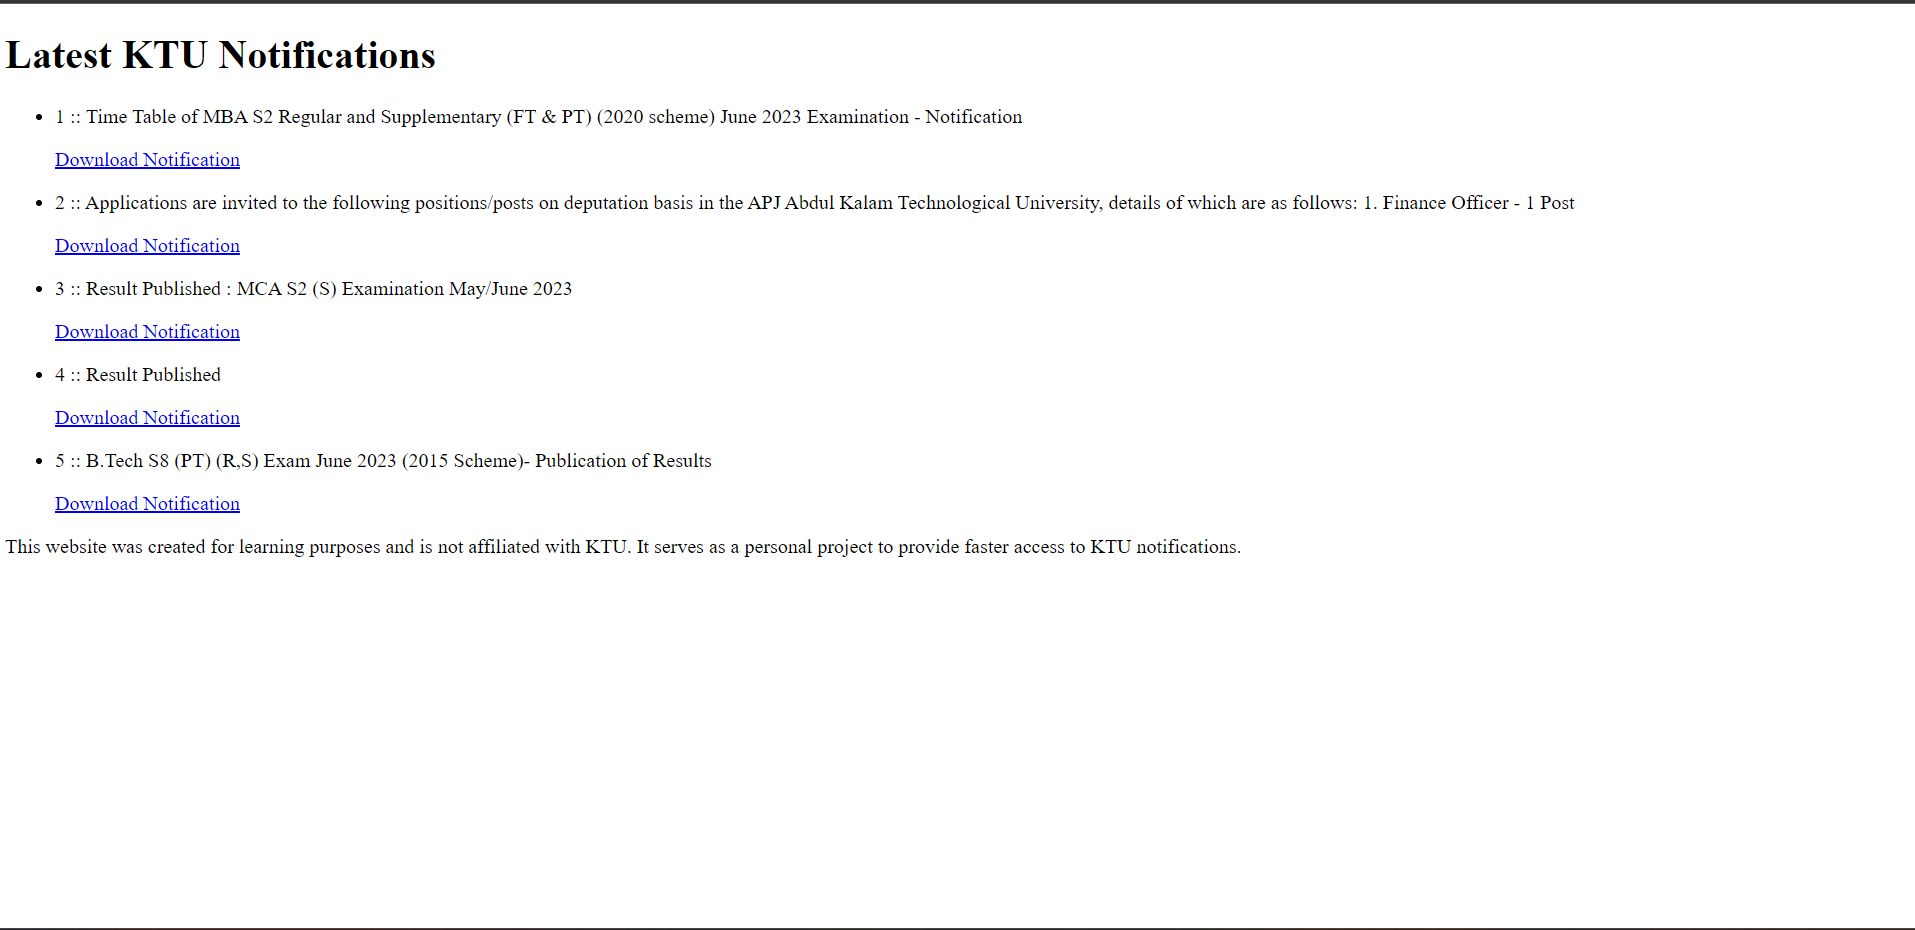 Latest KTU Notifications
1 :: Time Table of MBA S2 Regular and Supplementary (FT & PT) (2020 scheme) June 2023 Examination - Notification
Download Notification
2 :: Applications are invited to the following positions/posts on deputation basis in the APJ Abdul Kalam Technological University, details of which are as follows: 1. Finance Officer - 1 Post
Download Notification
3 :: Result Published : MCA S2 (S) Examination May/June 2023
Download Notification
4 :: Result Published
Download Notification
5 :: B.Tech S8 (PT) (R,S) Exam June 2023 (2015 Scheme)- Publication of Results
Download Notification
This website was created for learning purposes and is not affiliated with KTU. It serves as a personal project to provide faster access to KTU notifications.